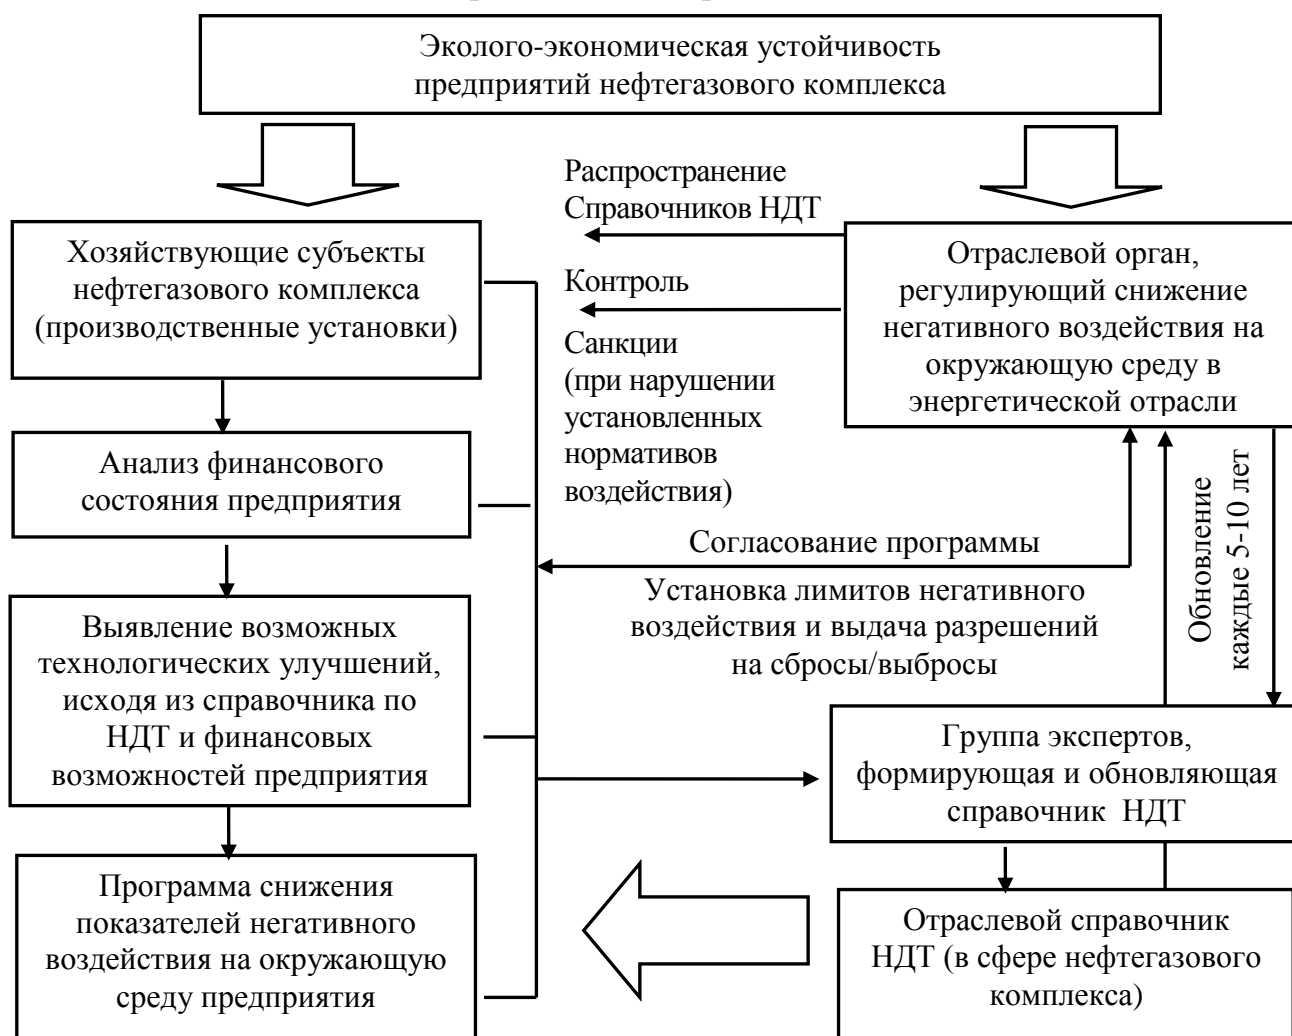 Эколого-экономическая устойчивость
предприятий нефтегазового комплекса
Хозяйствующие субъекты
нефтегазового комплекса
(производственные установки)
Анализ финансового
состояния предприятия
Выявление возможных
технологических улучшений,
исходя из справочника по
НДТ и финансовых
возможностей предприятия
Программа снижения
показателей негативного
воздействия на окружающую
среду предприятия
Распространение
Справочников НДТ
Контроль
Санкции
(при нарушении
установленных
нормативов
воздействия)
Согласование программы
Установка лимитов негативного
воздействия и выдача разрешений
на сбросы/выбросы
Отраслевой орган,
регулирующий снижение
негативного воздействия на
окружающую среду в
энергетической отрасли
Обновление
каждые 5-10 лет
Группа экспертов,
формирующая и обновляющая
справочник НДТ
Отраслевой справочник
НДТ (в сфере нефтегазового
комплекса)